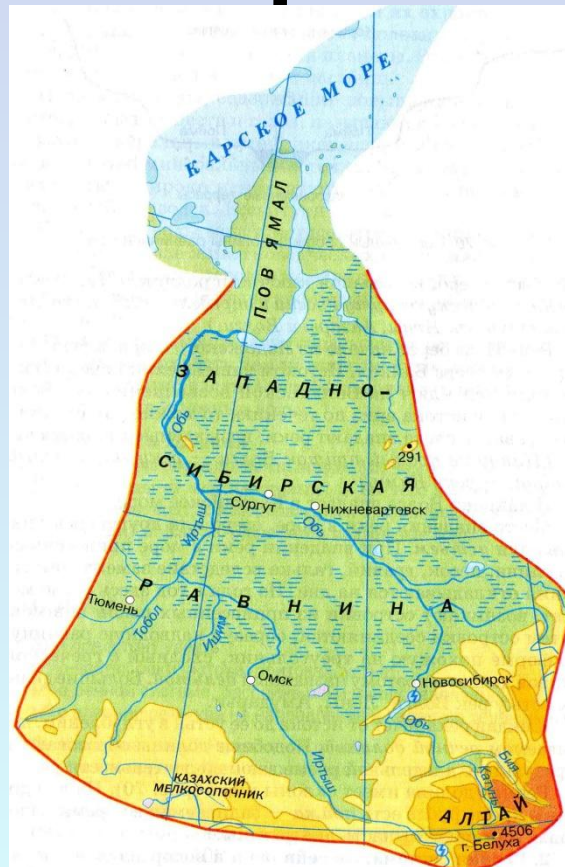 КАРСКОЕ МОРЕ
П-ОВ ЯМАЛ
ЗАПАДНО-
Обь
291
СИБИРСКАЯ
Сургут
Нижневартовск
Обь
Иртыш
РАВНИНА
Тюмень
Тобол
Ишим
Омск
Новосибирск
Обь
Иртыш
Бия
Катунь
КАЗАХСКИЙ
МЕЛКОСОПОЧНИК
АЛТАЙ
4506
г. Белуха